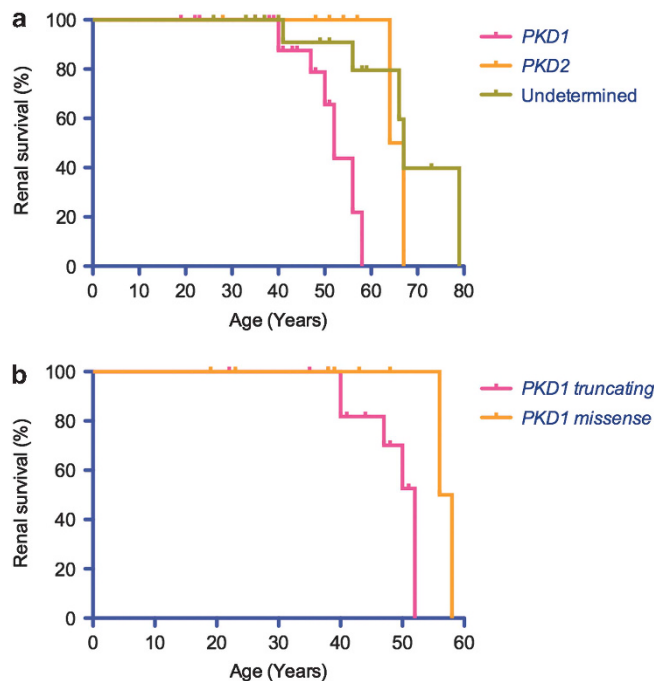 a
PKD1
PKD2
Undetermined
Renal survival (%)
100
80
60
40
20
0
0 10 20 30 40 50 60 70 80
Age (Years)
b
PKD1 truncating
PKD1 missense
Renal survival (%)
100
80
60
40
20
0
0 10 20 30 40 50 60
Age (Years)